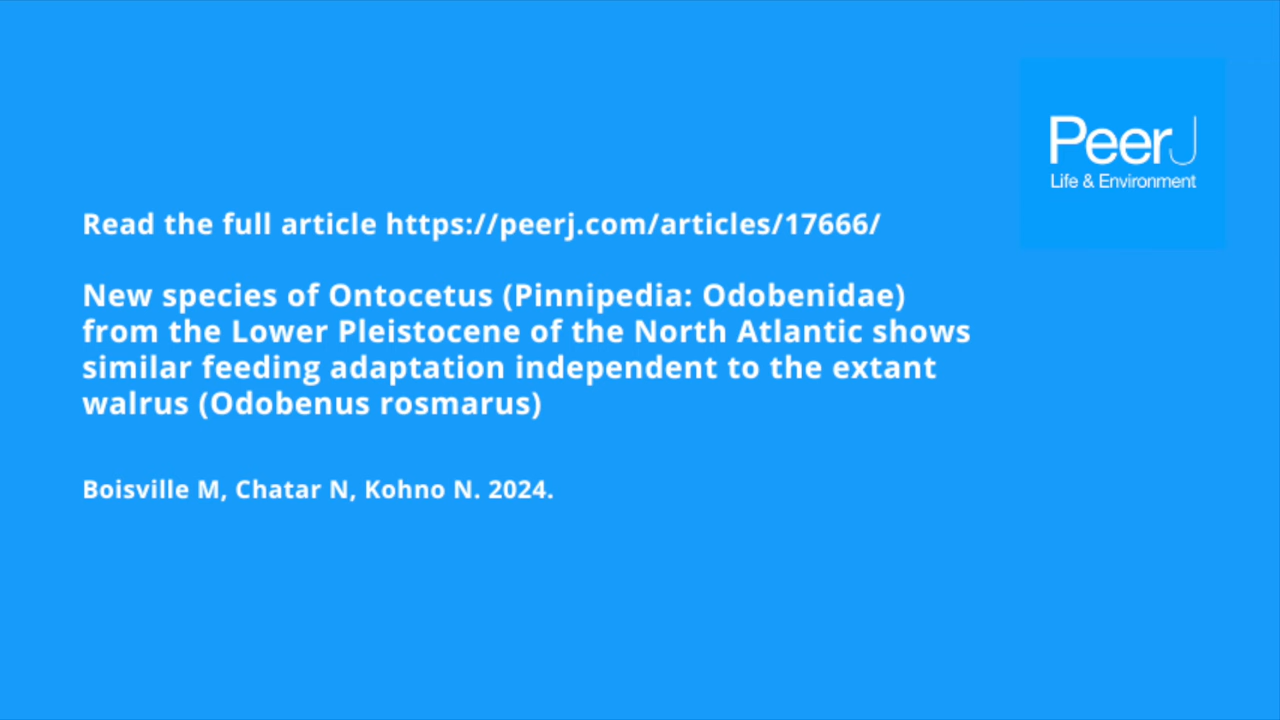 PeerJ
Life & Environment
Read the full article https://peerj.com/articles/17666/
New species of Ontocetus (Pinnipedia: Odobenidae)
from the Lower Pleistocene of the North Atlantic shows
similar feeding adaptation independent to the extant
walrus (Odobenus rosmarus)
Boisville M, Chatar N, Kohno N. 2024.